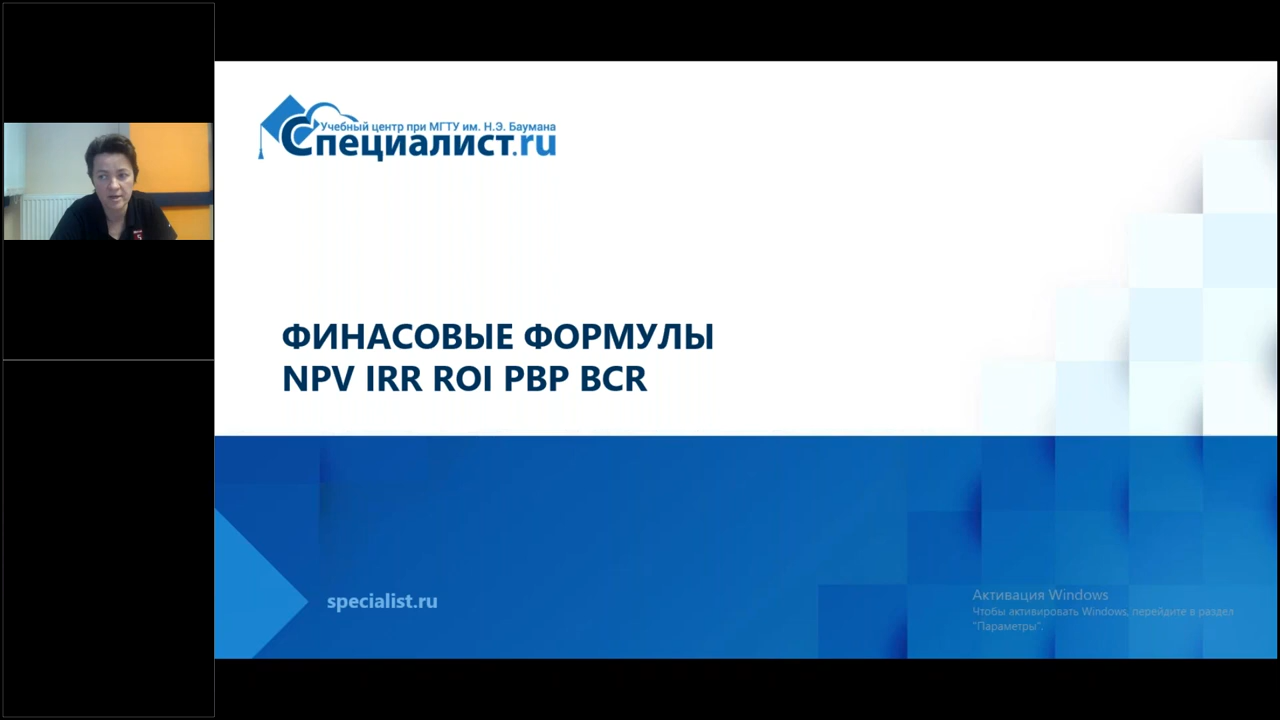 Учебный центр при МГТУ им. Н.Э. Баумана
Специалист.ru
ФИНАСОВЫЕ ФОРМУЛЫ
NPV IRR ROI PBP BCR
specialist.ru
Активация Windows
Чтобы активировать Windows, перейдите в раздел
"Параметры".